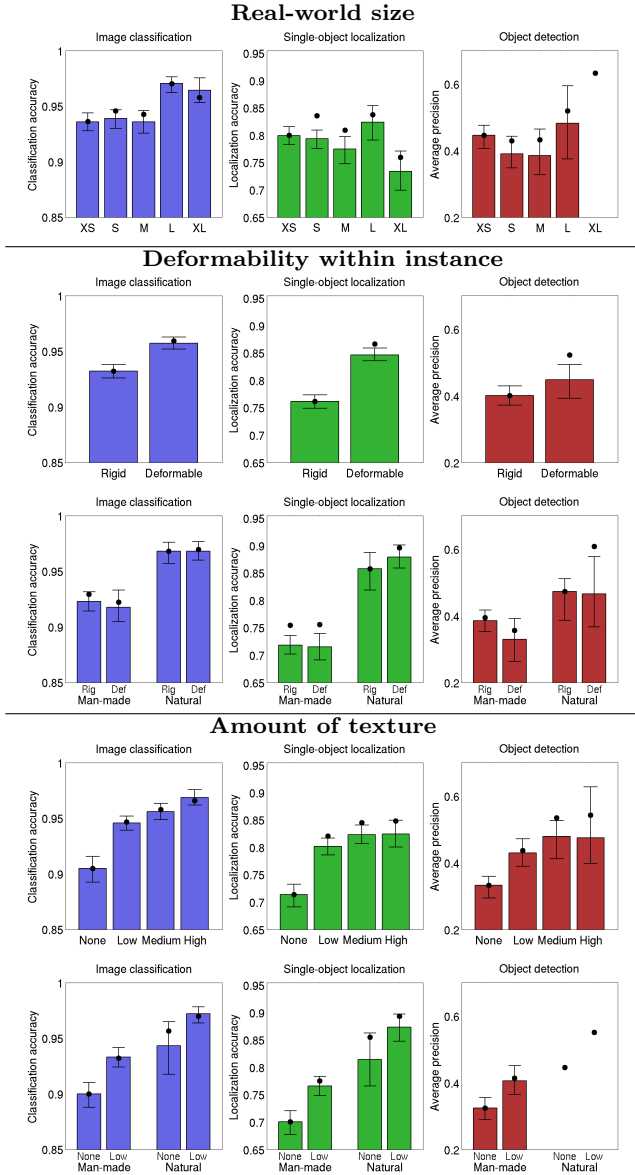 Real-world size
Image classification
Single-object localization
Object detection
Classification accuracy
1
0.95
0.9
0.85
XS S M L XL
Localization accuracy
0.95
0.9
0.85
0.8
0.75
0.7
0.65
XS S M L XL
Average precision
0.6
0.4
0.2
XS S M L XL
Deformability within instance
Image classification
Single-object localization
Object detection
Classification accuracy
1
0.95
0.9
0.85
Rigid Deformable
Localization accuracy
0.95
0.9
0.85
0.8
0.75
0.7
0.65
Rigid Deformable
Average precision
0.6
0.4
0.2
Rigid Deformable
Image classification
Single-object localization
Object detection
Classification accuracy
1
0.95
0.9
0.85
Rig Def Rig Def
Man-made Natural
Localization accuracy
0.95
0.9
0.85
0.8
0.75
0.7
0.65
Rig Def Rig Def
Man-made Natural
Average precision
0.6
0.4
0.2
Rig Def Rig Def
Man-made Natural
Amount of texture
Image classification
Single-object localization
Object detection
Classification accuracy
1
0.95
0.9
0.85
None Low Medium High
Localization accuracy
0.95
0.9
0.85
0.8
0.75
0.7
0.65
None Low Medium High
Average precision
0.6
0.4
0.2
None Low Medium High
Image classification
Single-object localization
Object detection
Classification accuracy
1
0.95
0.9
0.85
None Low None Low
Man-made Natural
Localization accuracy
0.95
0.9
0.85
0.8
0.75
0.7
0.65
None Low None Low
Man-made Natural
Average precision
0.6
0.4
0.2
None Low None Low
Man-made Natural